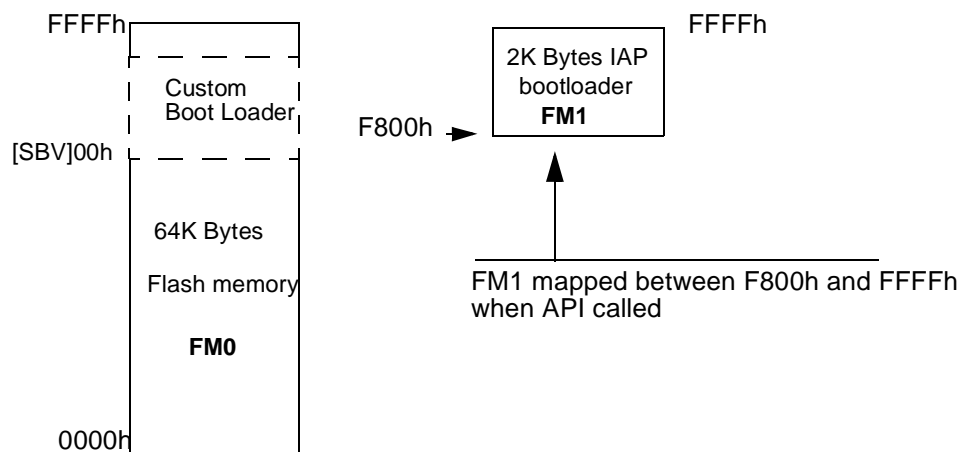 FFFFh
Custom
Boot Loader
[SBV]00h
64K Bytes
Flash memory
FM0
0000h
FFFFh
2K Bytes IAP
bootloader
FM1
F800h
FM1 mapped between F800h and FFFFh
when API called